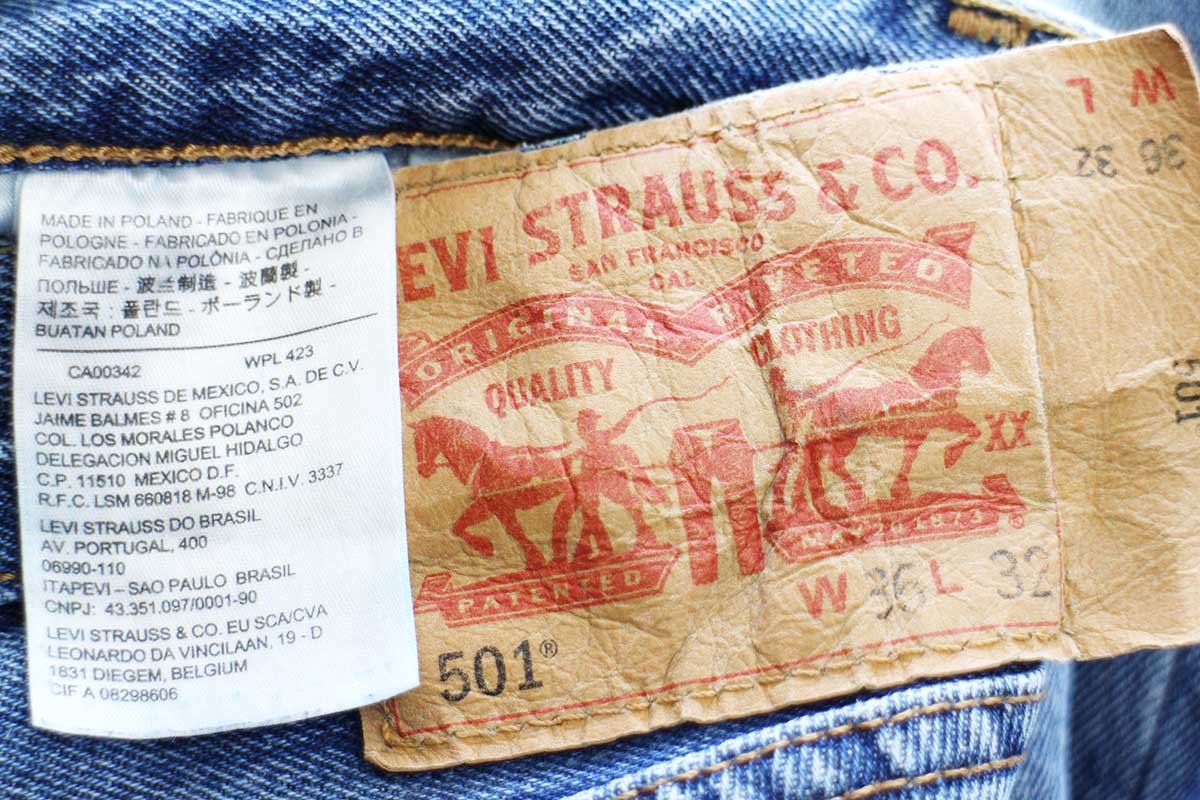 MADE IN POLAND - FABRIQUE EN
POLOGNE - FABRICADO EN POLONIA -
FABRICADO NA POLÔNIA - СДЕЛАНО В
ПОЛЬШЕ - 波兰制造 - 波蘭製 -
제조국 : 폴란드 - ポーランド製 -
BUATAN POLAND
CA00342 WPL 423
LEVI STRAUSS DE MEXICO, S.A. DE C.V.
JAIME BALMES # 8 OFICINA 502
COL. LOS MORALES POLANCO
DELEGACION MIGUEL HIDALGO
C.P. 11510 MEXICO D.F.
R.F.C. LSM 660818 M-98 C.N.I.V. 3337
LEVI STRAUSS DO BRASIL
AV. PORTUGAL, 400
06990-110
ITAPEVI – SAO PAULO BRASIL
CNPJ: 43.351.097/0001-90
LEVI STRAUSS & CO. EU SCA/CVA
LEONARDO DA VINCILAAN, 19 - D
1831 DIEGEM, BELGIUM
CIF A 08298606
LEVI STRAUSS & CO.
SAN FRANCISCO
CAL.
ORIGINAL RIVETED
QUALITY CLOTHING
XX
PATENTED MAY 20 1873 ®
W 36 L 32
501®
W L
36 32
501